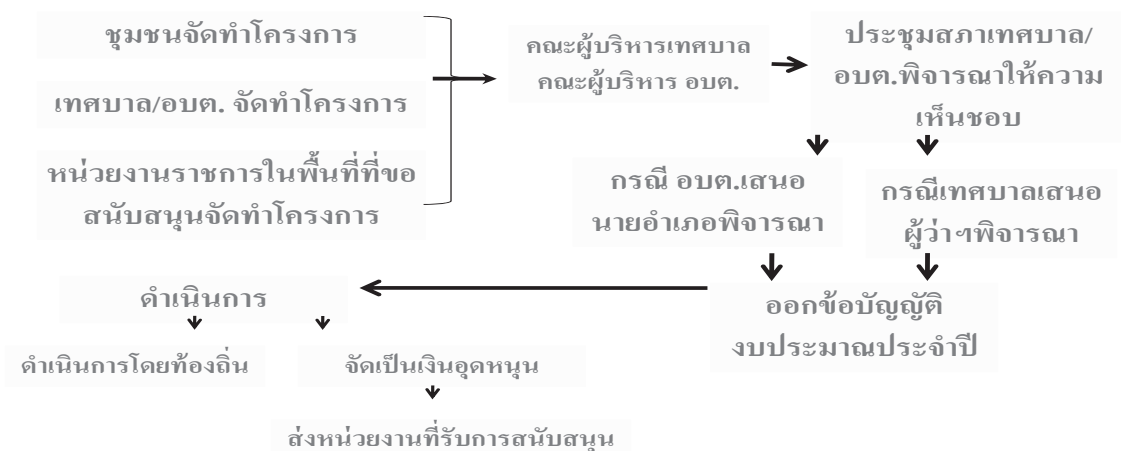 ชุมชนจัดทำโครงการ
เทศบาล/อบต. จัดทำโครงการ
หน่วยงานราชการในพื้นที่ที่ขอ
สนับสนุนจัดทำโครงการ
คณะผู้บริหารเทศบาล
คณะผู้บริหาร อบต.
ประชุมสภาเทศบาล/
อบต.พิจารณาให้ความ
เห็นชอบ
กรณี อบต.เสนอ
นายอำเภอพิจารณา
กรณีเทศบาลเสนอ
ผู้ว่าฯพิจารณา
ออกข้อบัญญัติ
งบประมาณประจำปี
ดำเนินการ
ดำเนินการโดยท้องถิ่น
จัดเป็นเงินอุดหนุน
ส่งหน่วยงานที่รับการสนับสนุน